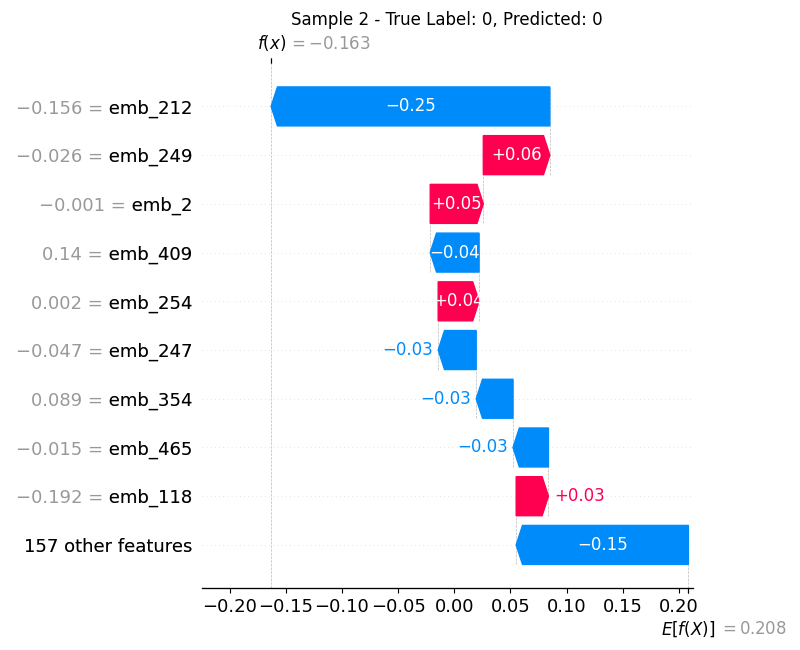 Sample 2 - True Label: 0, Predicted: 0
f(x) = −0.163
−0.156 = emb_212
−0.25
−0.026 = emb_249
+0.06
−0.001 = emb_2
+0.05
0.14 = emb_409
−0.04
0.002 = emb_254
+0.04
−0.047 = emb_247
−0.03
0.089 = emb_354
−0.03
−0.015 = emb_465
−0.03
−0.192 = emb_118
+0.03
157 other features
−0.15
−0.20 −0.15 −0.10 −0.05 0.00 0.05 0.10 0.15 0.20
E[f(X)] = 0.208